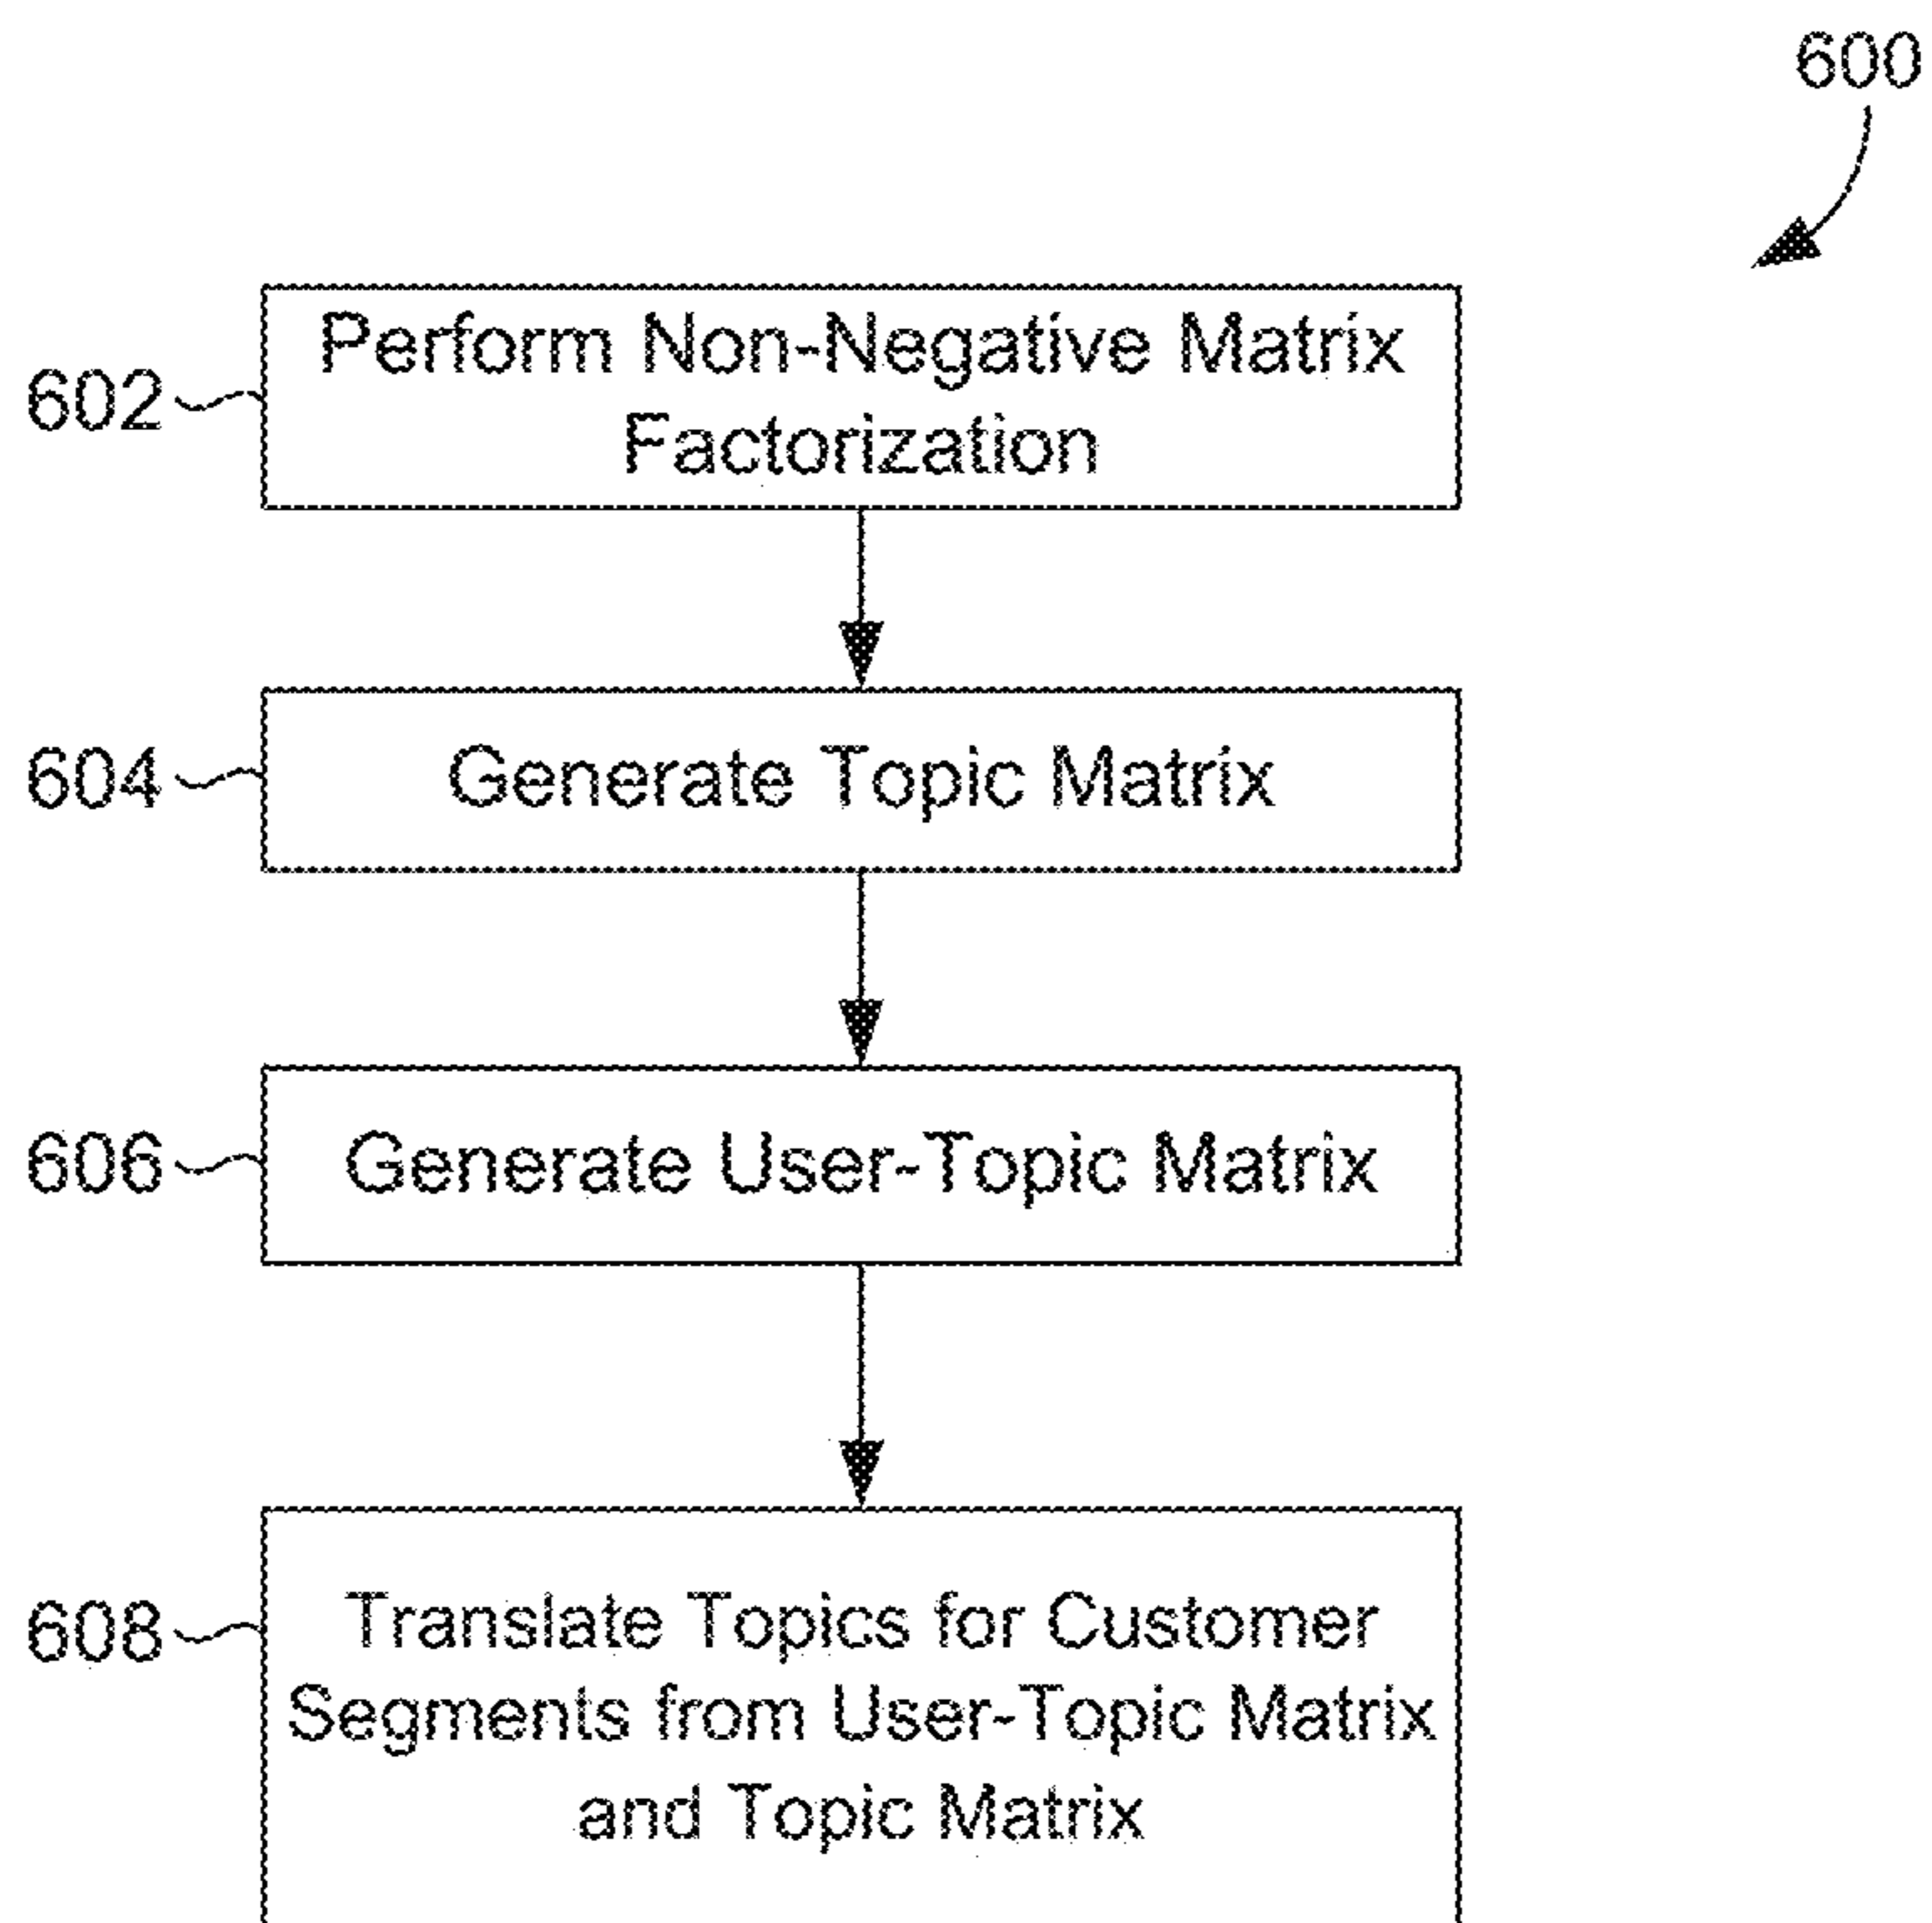 600
602
Perform Non-Negative Matrix
Factorization
604
Generate Topic Matrix
606
Generate User-Topic Matrix
608
Translate Topics for Customer
Segments from User-Topic Matrix
and Topic Matrix